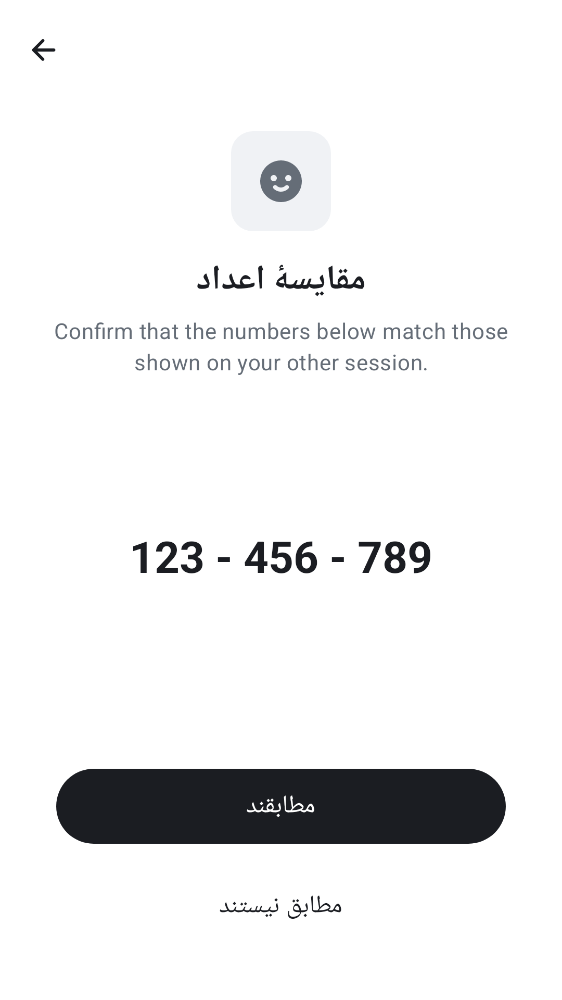 مقایسهٔ اعداد
Confirm that the numbers below match those
shown on your other session.
123 - 456 - 789
مطابقند
مطابق نیستند